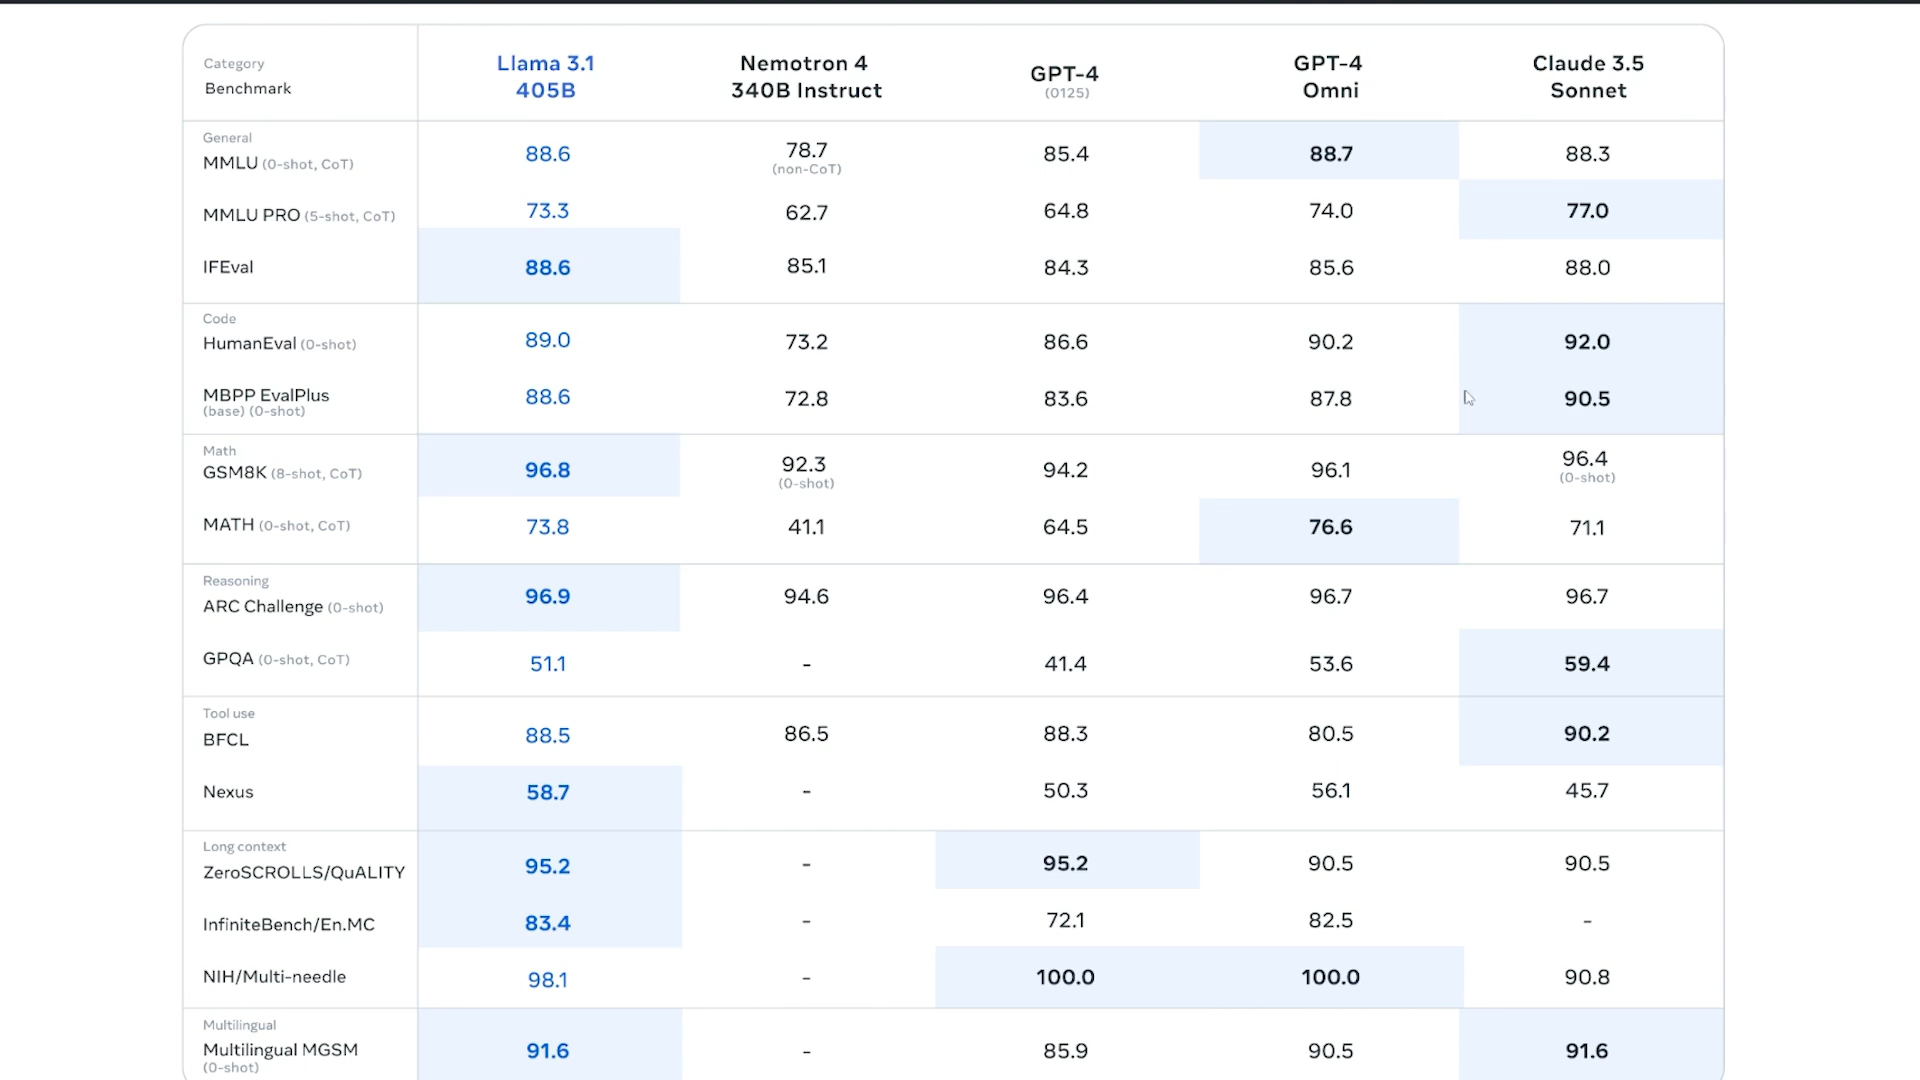 Category
Benchmark
Llama 3.1
405B
Nemotron 4
340B Instruct
GPT-4
(0125)
GPT-4
Omni
Claude 3.5
Sonnet
General
MMLU (0-shot, CoT) 88.6 78.7 85.4 88.7 88.3
(non-CoT)
MMLU PRO (5-shot, CoT) 73.3 62.7 64.8 74.0 77.0
IFEval 88.6 85.1 84.3 85.6 88.0
Code
HumanEval (0-shot) 89.0 73.2 86.6 90.2 92.0
MBPP EvalPlus 88.6 72.8 83.6 87.8 90.5
(base) (0-shot)
Math
GSM8K (8-shot, CoT) 96.8 92.3 94.2 96.1 96.4
(0-shot) (0-shot)
MATH (0-shot, CoT) 73.8 41.1 64.5 76.6 71.1
Reasoning
ARC Challenge (0-shot) 96.9 94.6 96.4 96.7 96.7
GPQA (0-shot, CoT) 51.1 - 41.4 53.6 59.4
Tool use
BFCL 88.5 86.5 88.3 80.5 90.2
Nexus 58.7 - 50.3 56.1 45.7
Long context
ZeroSCROLLS/QuALITY 95.2 - 95.2 90.5 90.5
InfiniteBench/En.MC 83.4 - 72.1 82.5 -
NIH/Multi-needle 98.1 - 100.0 100.0 90.8
Multilingual
Multilingual MGSM 91.6 - 85.9 90.5 91.6
(0-shot)